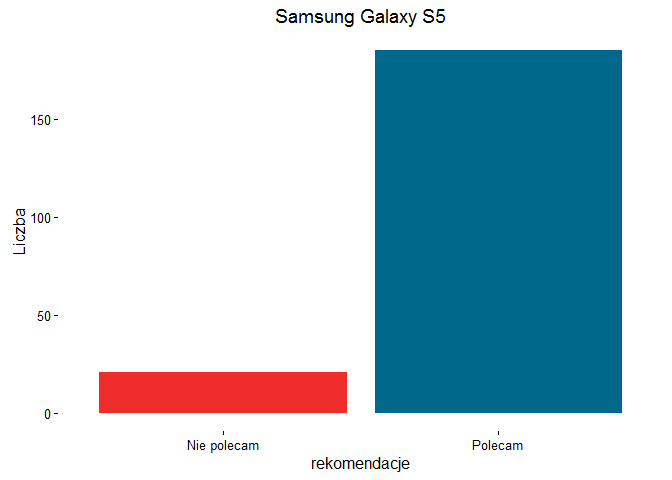 Samsung Galaxy S5
Liczba
150
100
50
0
Nie polecam
Polecam
rekomendacje